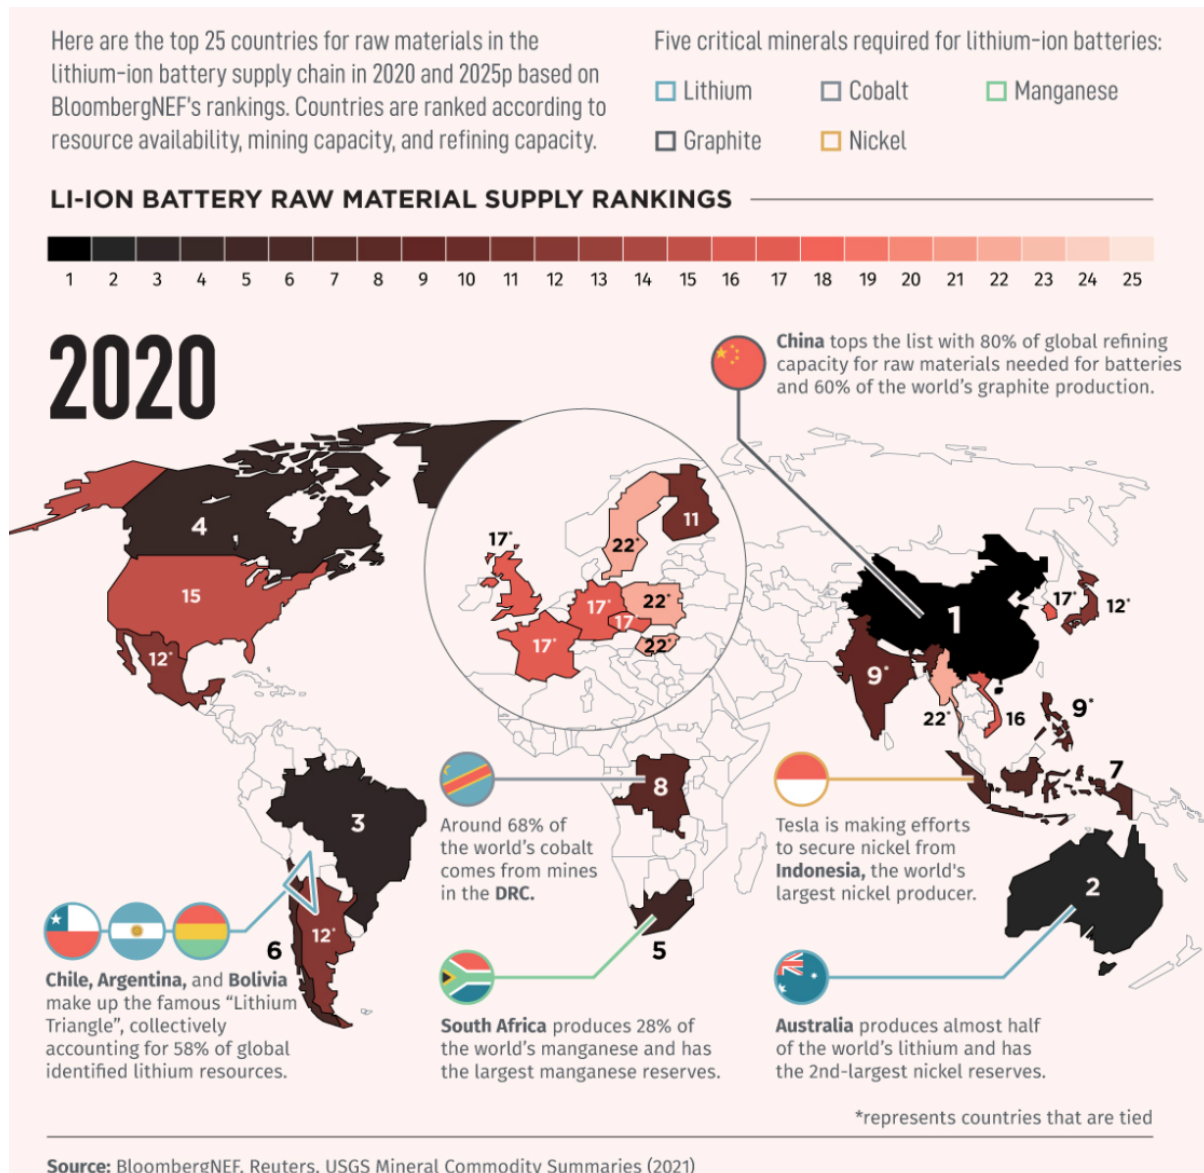 Here are the top 25 countries for raw materials in the
lithium-ion battery supply chain in 2020 and 2025p based on
BloombergNEF's rankings. Countries are ranked according to
resource availability, mining capacity, and refining capacity.
Five critical minerals required for lithium-ion batteries:
Lithium
Cobalt
Manganese
Graphite
Nickel
LI-ION BATTERY RAW MATERIAL SUPPLY RANKINGS
1 2 3 4 5 6 7 8 9 10 11 12 13 14 15 16 17 18 19 20 21 22 23 24 25
2020
China tops the list with 80% of global refining
capacity for raw materials needed for batteries
and 60% of the world's graphite production.
4
15
12*
3
6
12*
17*
22*
11
17*
22*
17
17*
22*
1
17*
12*
9*
22*
16
9*
7
8
5
2
Around 68% of
the world's cobalt
comes from mines
in the DRC.
Tesla is making efforts
to secure nickel from
Indonesia, the world's
largest nickel producer.
Chile, Argentina, and Bolivia
make up the famous “Lithium
Triangle”, collectively
accounting for 58% of global
identified lithium resources.
South Africa produces 28% of
the world's manganese and has
the largest manganese reserves.
Australia produces almost half
of the world's lithium and has
the 2nd-largest nickel reserves.
*represents countries that are tied
Source: BloombergNEF, Reuters, USGS Mineral Commodity Summaries (2021)